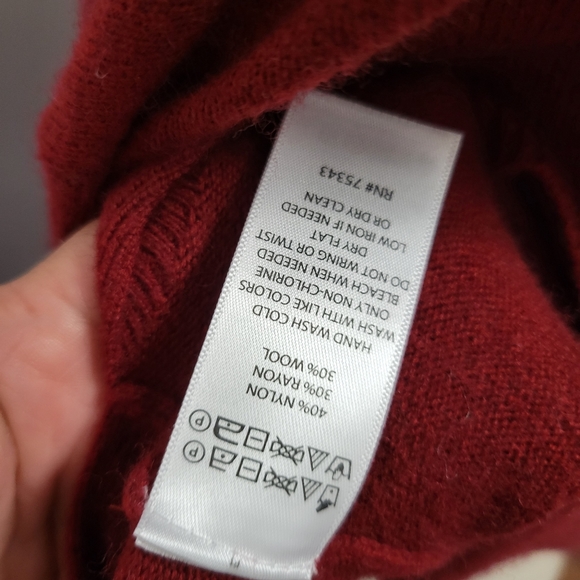 40% NYLON
30% RAYON
30% WOOL
HAND WASH COLD
WASH WITH LIKE COLORS
ONLY NON-CHLORINE
BLEACH WHEN NEEDED
DO NOT WRING OR TWIST
DRY FLAT
LOW IRON IF NEEDED
OR DRY CLEAN
RN# 75343